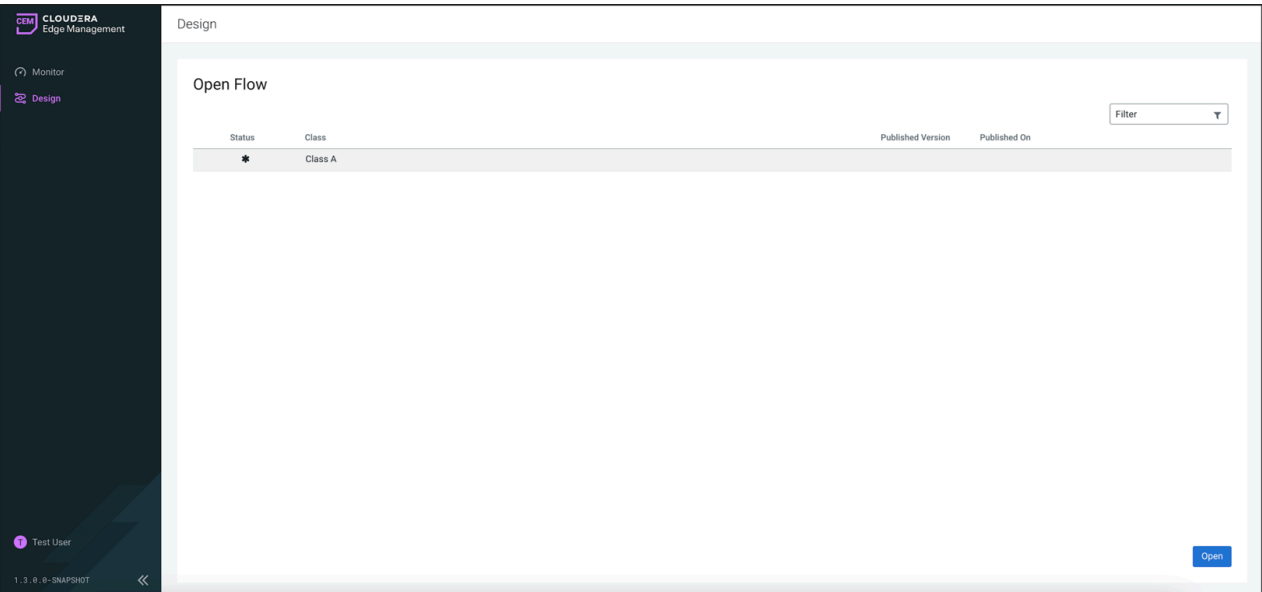 CEM CLOUDERA
Edge Management
Design
Monitor
Design
Open Flow
Filter
Status Class Published Version Published On
✱ Class A
T Test User
Open
1.3.0.0-SNAPSHOT